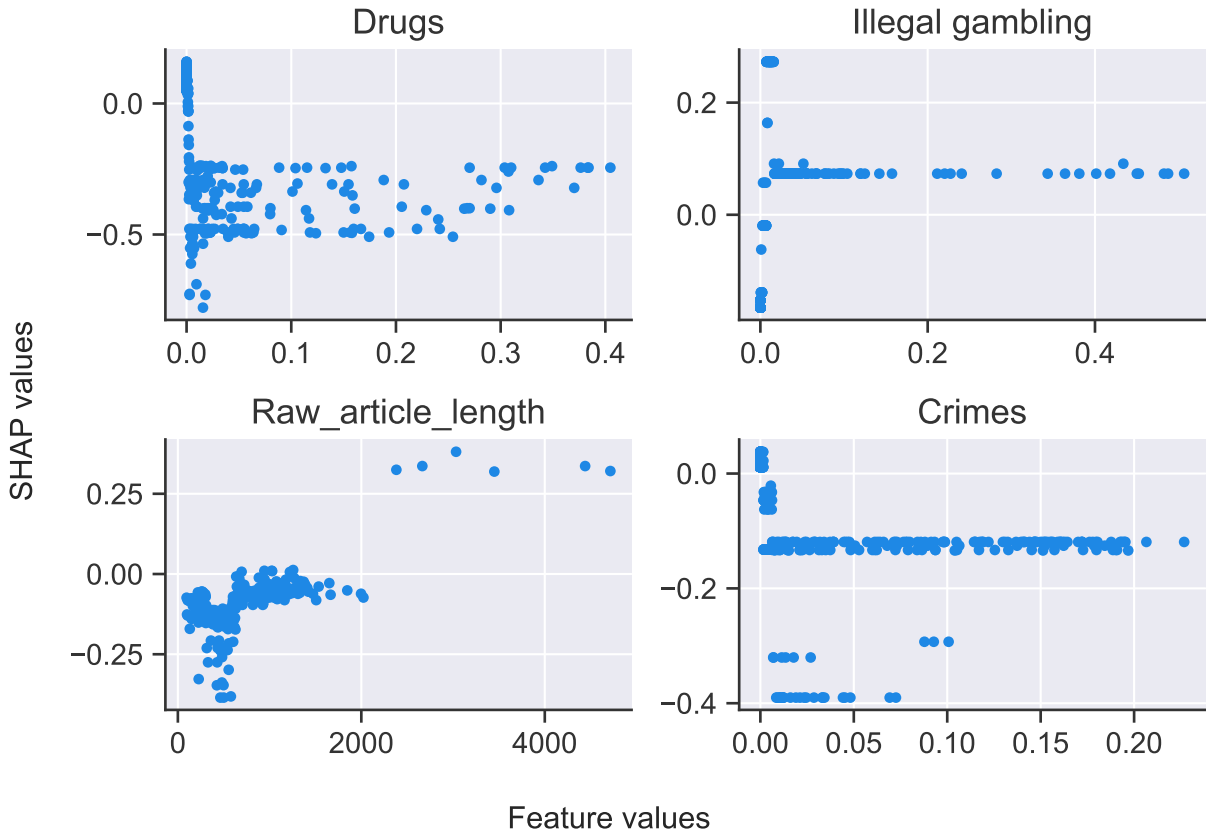 Drugs
Illegal gambling
0.0
−0.5
0.2
0.0
0.0 0.1 0.2 0.3 0.4
0.0 0.2 0.4
SHAP values
Raw_article_length
Crimes
0.25
0.00
−0.25
0.0
−0.2
−0.4
0 2000 4000
0.00 0.05 0.10 0.15 0.20
Feature values